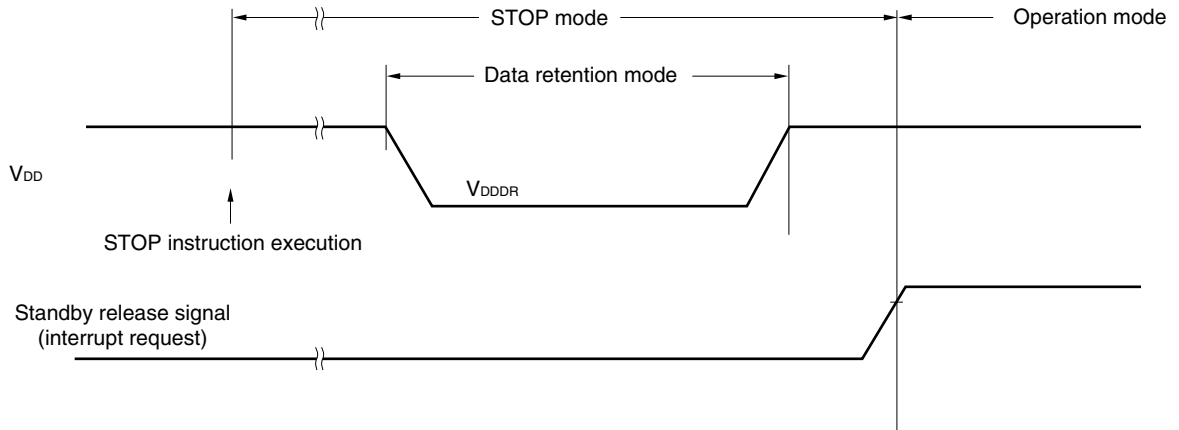 STOP mode
Operation mode
Data retention mode
VDD
VDDDR
STOP instruction execution
Standby release signal
(interrupt request)